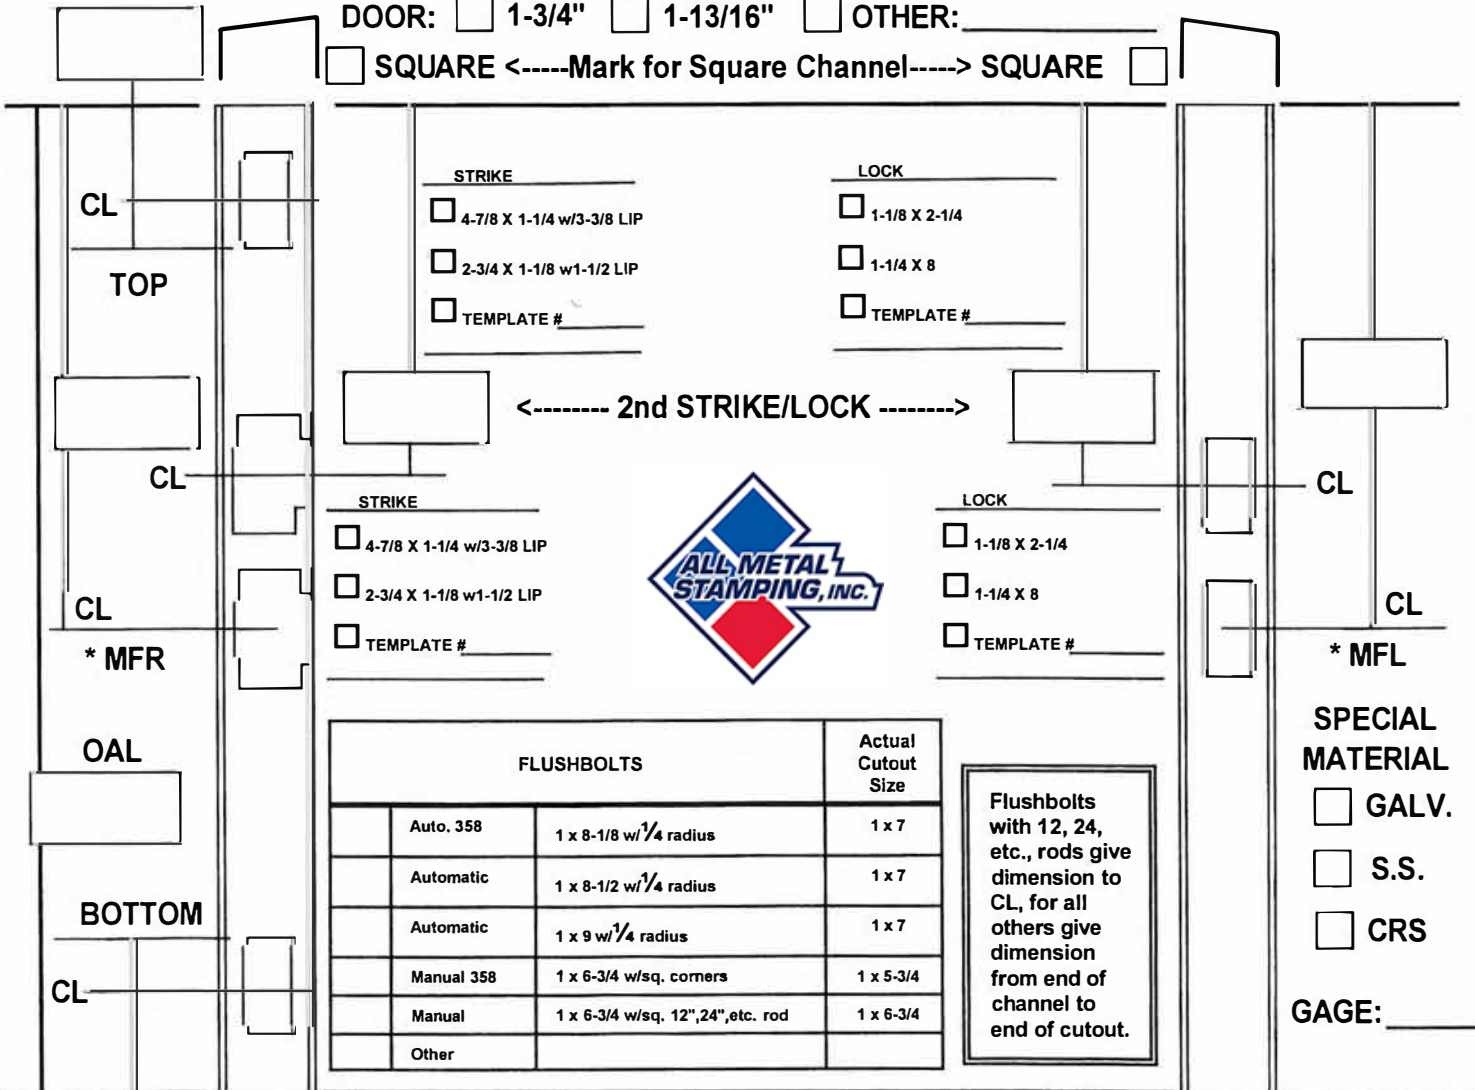 DOOR: 1-3/4" 1-13/16" OTHER:
SQUARE <-----Mark for Square Channel-----> SQUARE
STRIKE
4-7/8 X 1-1/4 w/3-3/8 LIP
2-3/4 X 1-1/8 w1-1/2 LIP
TEMPLATE #
LOCK
1-1/8 X 2-1/4
1-1/4 X 8
TEMPLATE #
CL
TOP
<-------- 2nd STRIKE/LOCK -------->
CL
CL
STRIKE
4-7/8 X 1-1/4 w/3-3/8 LIP
2-3/4 X 1-1/8 w1-1/2 LIP
TEMPLATE #
ALL METAL
STAMPING, INC.
LOCK
1-1/8 X 2-1/4
1-1/4 X 8
TEMPLATE #
CL
* MFR
CL
* MFL
OAL
BOTTOM
CL
FLUSHBOLTS
Actual
Cutout
Size
Auto. 358 1 x 8-1/8 w/1/4 radius 1 x 7
Automatic 1 x 8-1/2 w/1/4 radius 1 x 7
Automatic 1 x 9 w/1/4 radius 1 x 7
Manual 358 1 x 6-3/4 w/sq. corners 1 x 5-3/4
Manual 1 x 6-3/4 w/sq. 12",24",etc. rod 1 x 6-3/4
Other
Flushbolts
with 12, 24,
etc., rods give
dimension to
CL, for all
others give
dimension
from end of
channel to
end of cutout.
SPECIAL
MATERIAL
GALV.
S.S.
CRS
GAGE: